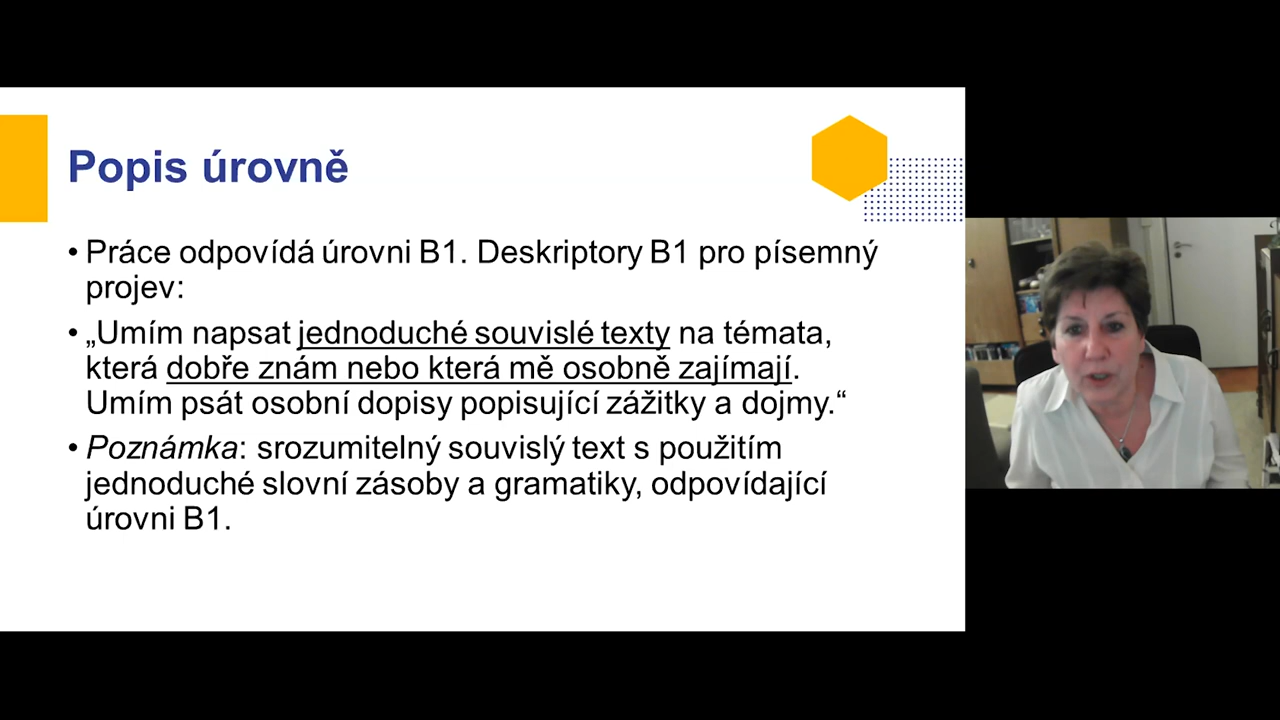 Popis úrovně
• Práce odpovídá úrovni B1. Deskriptory B1 pro písemný
projev:
• „Umím napsat jednoduché souvislé texty na témata,
která dobře znám nebo která mě osobně zajímají.
Umím psát osobní dopisy popisující zážitky a dojmy.“
• Poznámka: srozumitelný souvislý text s použitím
jednoduché slovní zásoby a gramatiky, odpovídající
úrovni B1.